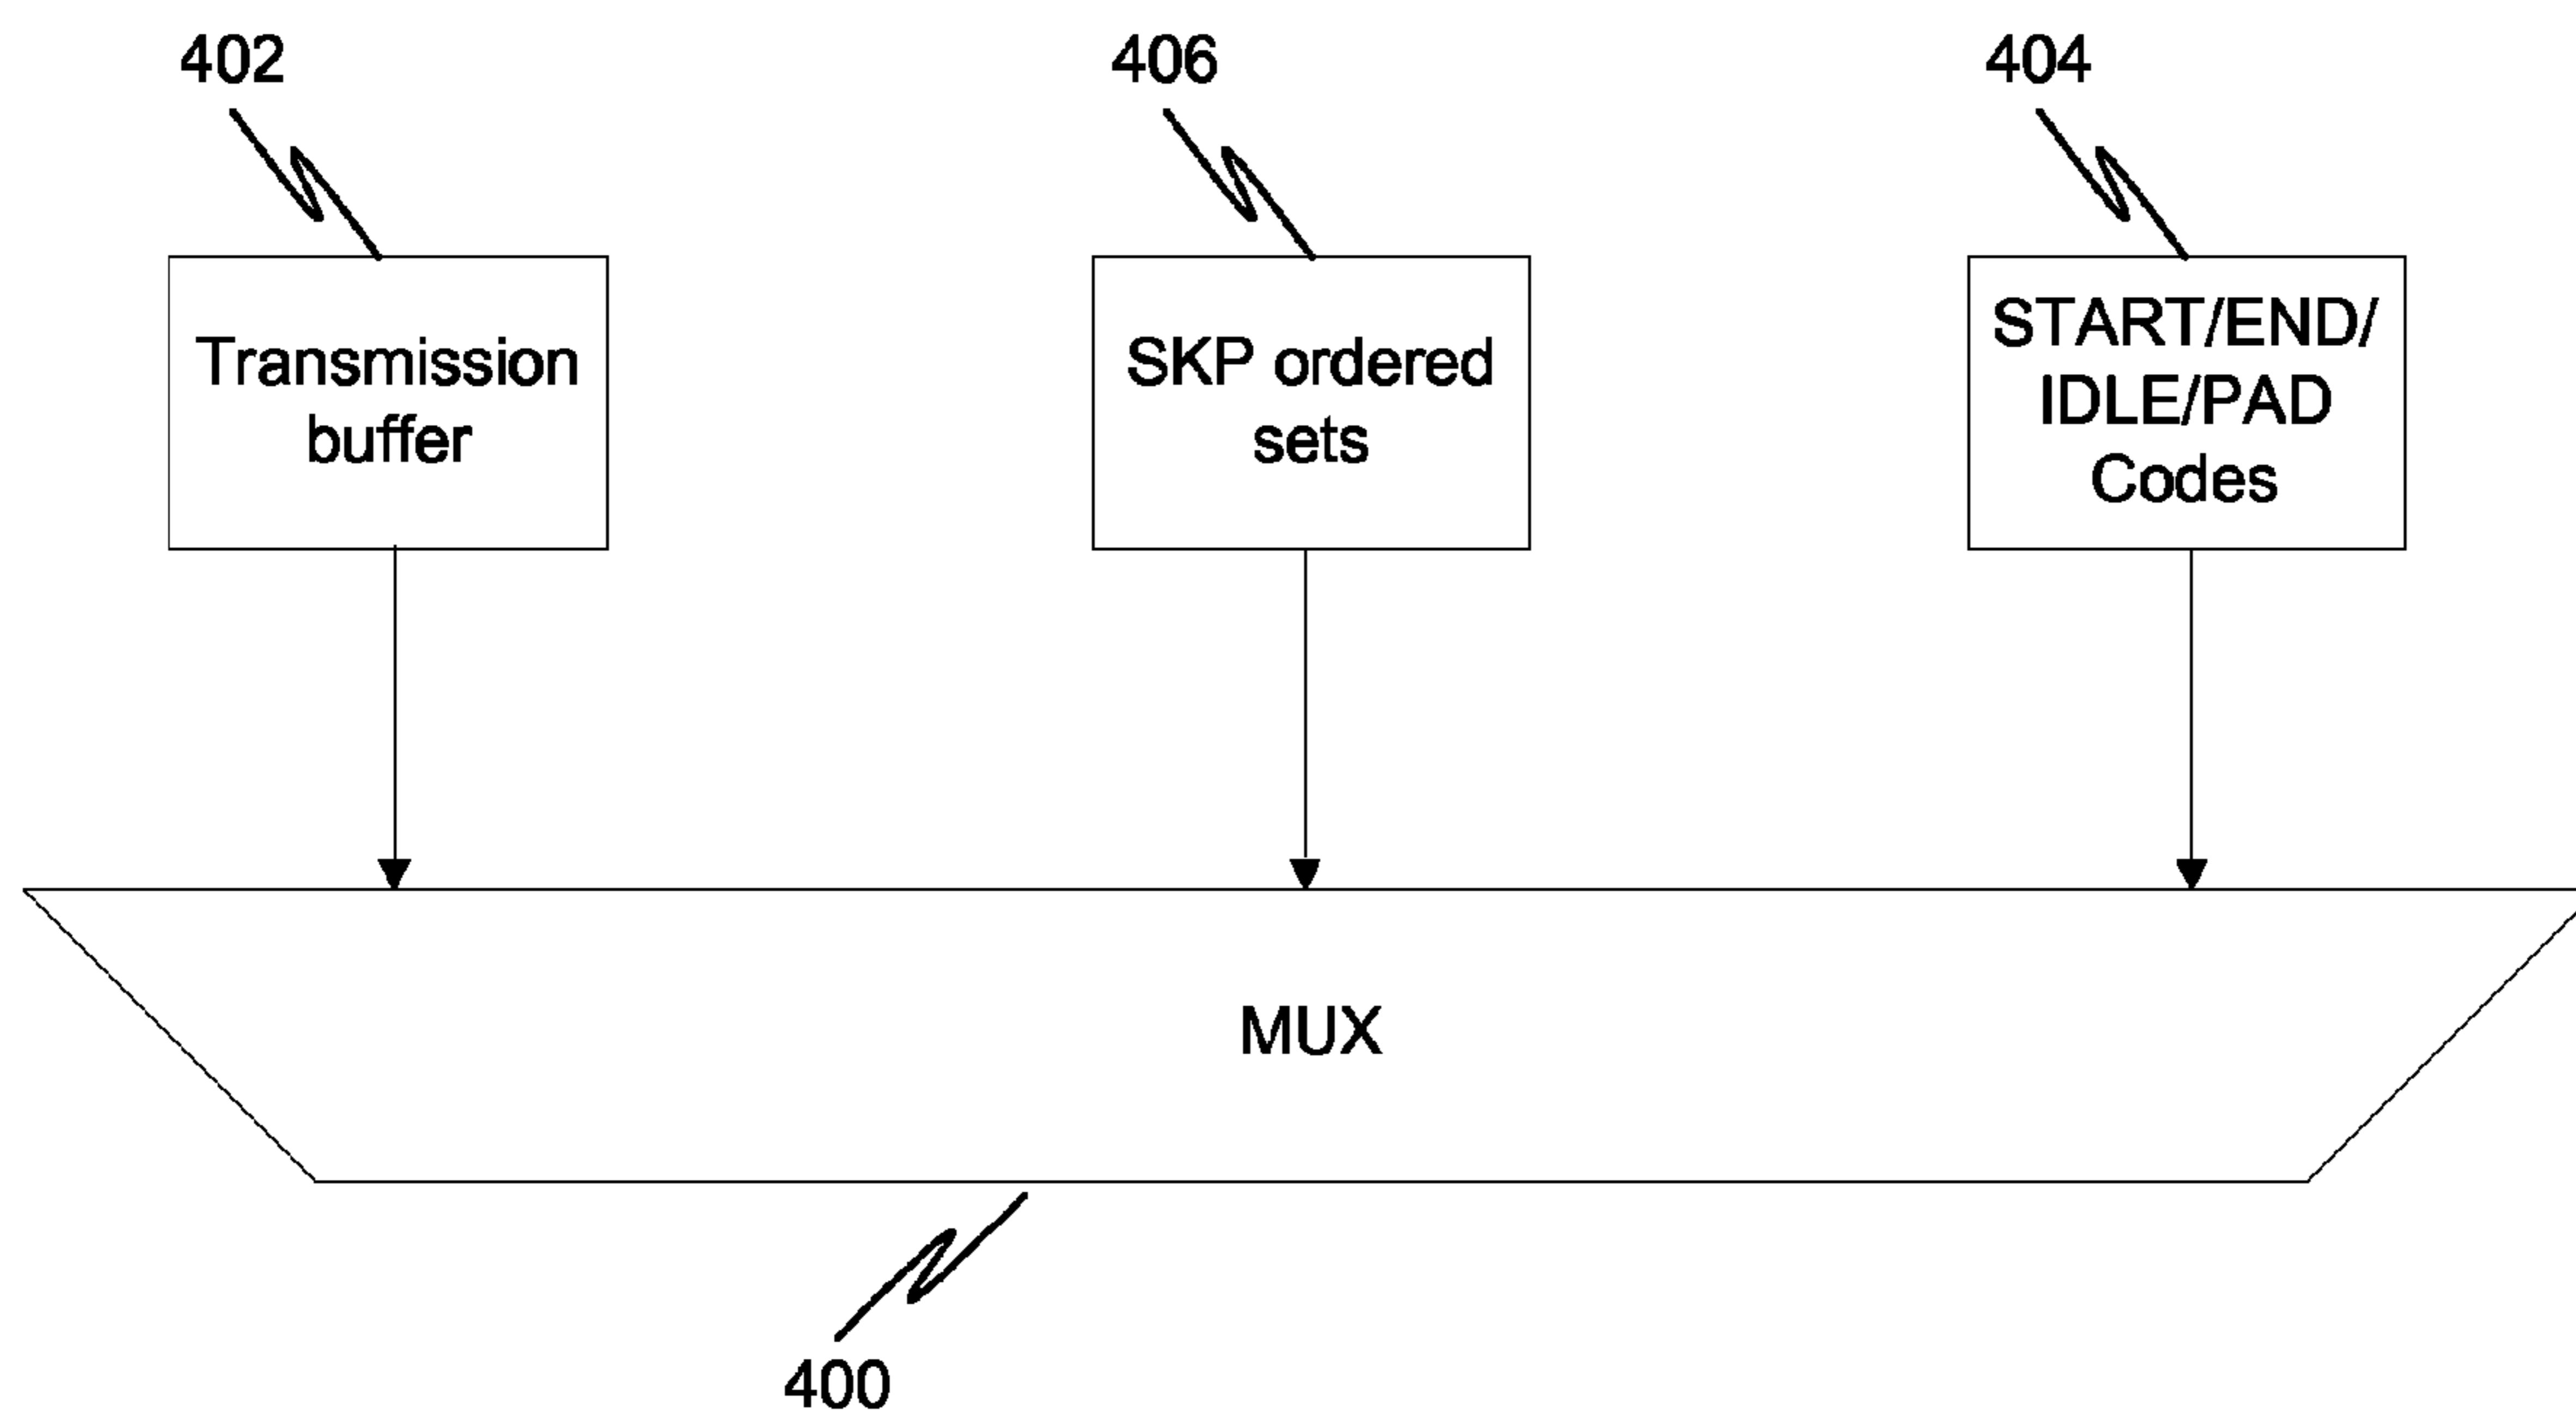 402
406
404
Transmission
buffer
SKP ordered
sets
START/END/
IDLE/PAD
Codes
MUX
400